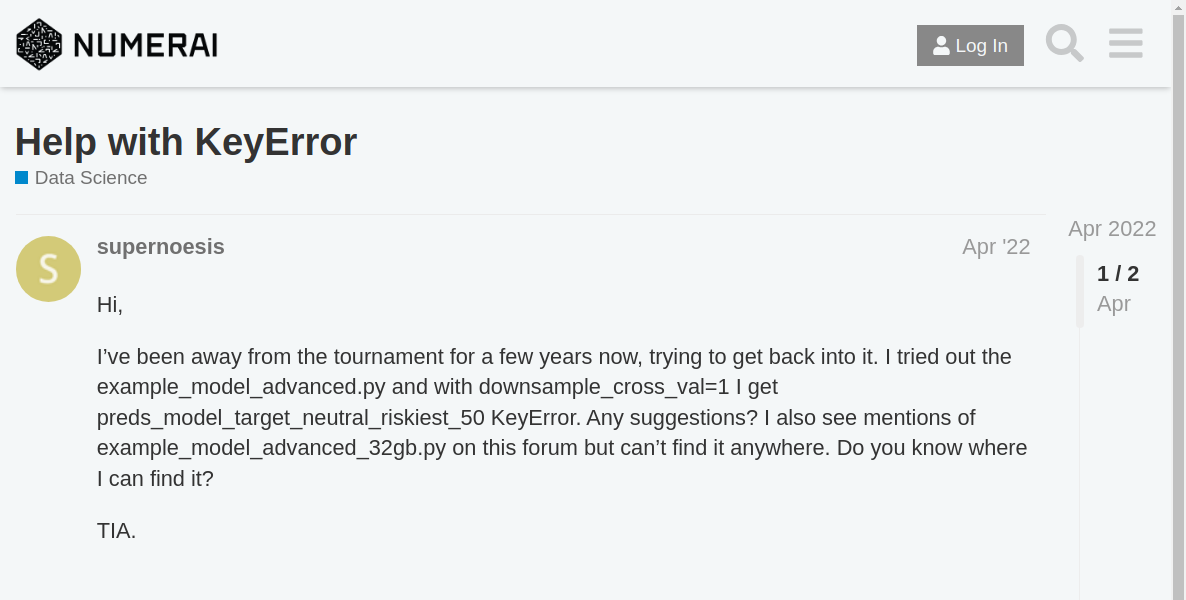 NUMERAI
Log In
Help with KeyError
Data Science
S
supernoesis
Apr '22
Hi,
I’ve been away from the tournament for a few years now, trying to get back into it. I tried out the
example_model_advanced.py and with downsample_cross_val=1 I get
preds_model_target_neutral_riskiest_50 KeyError. Any suggestions? I also see mentions of
example_model_advanced_32gb.py on this forum but can’t find it anywhere. Do you know where
I can find it?
TIA.
Apr 2022
1 / 2
Apr